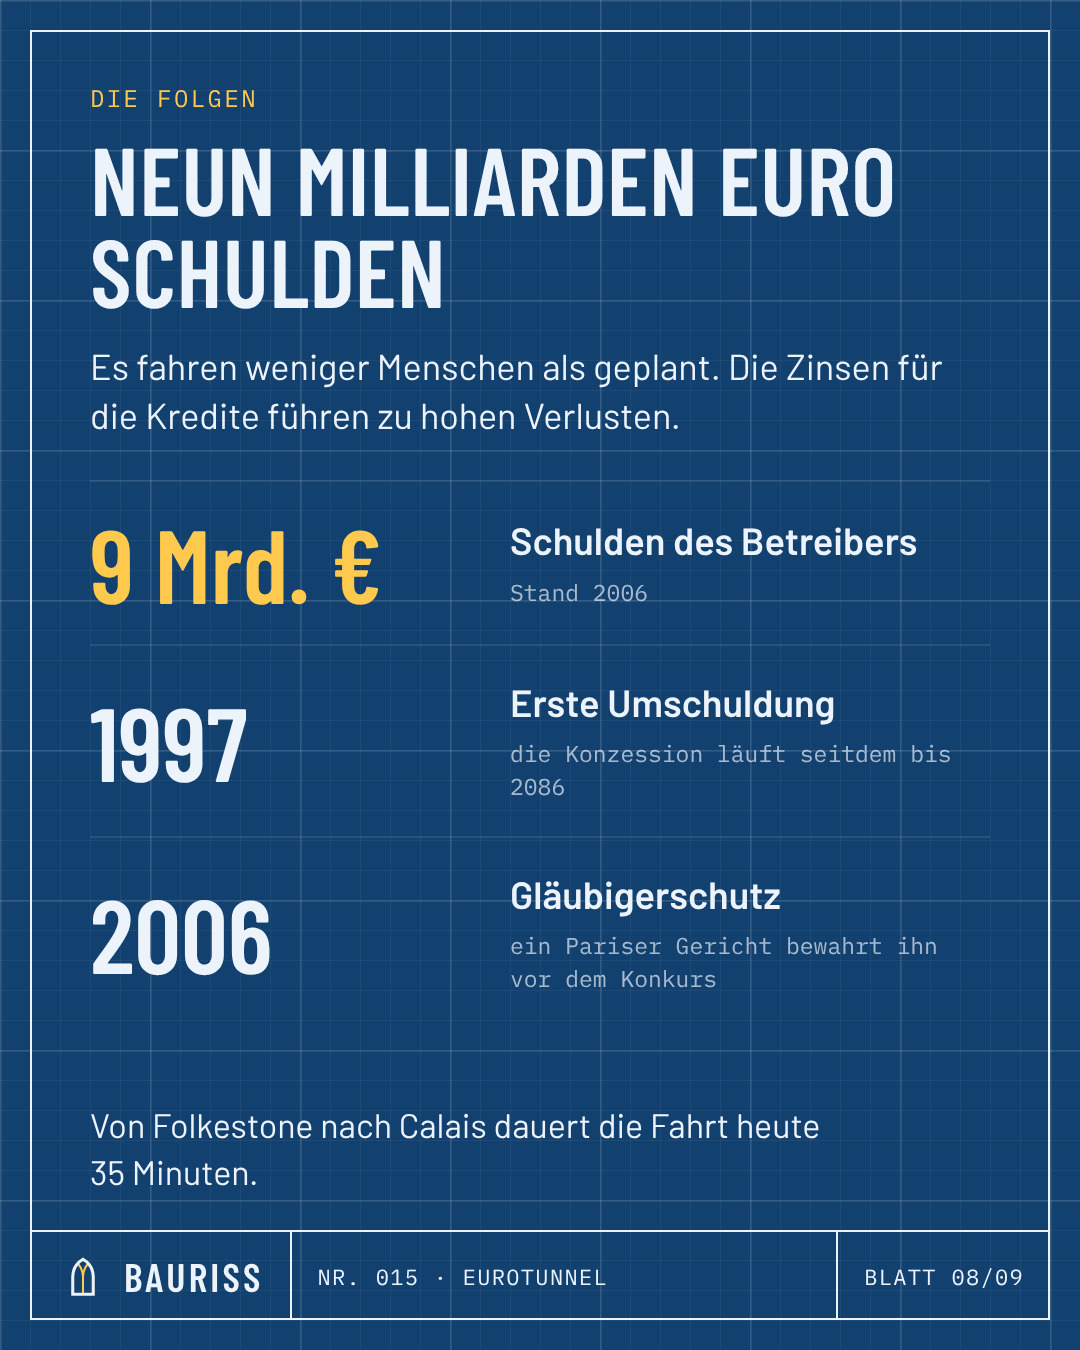 DIE FOLGEN
NEUN MILLIARDEN EURO
SCHULDEN
Es fahren weniger Menschen als geplant. Die Zinsen für
die Kredite führen zu hohen Verlusten.
9 Mrd. €
Schulden des Betreibers
Stand 2006
1997
Erste Umschuldung
die Konzession läuft seitdem bis
2086
2006
Gläubigerschutz
ein Pariser Gericht bewahrt ihn
vor dem Konkurs
Von Folkestone nach Calais dauert die Fahrt heute
35 Minuten.
BAURISS
NR. 015 · EUROTUNNEL
BLATT 08/09